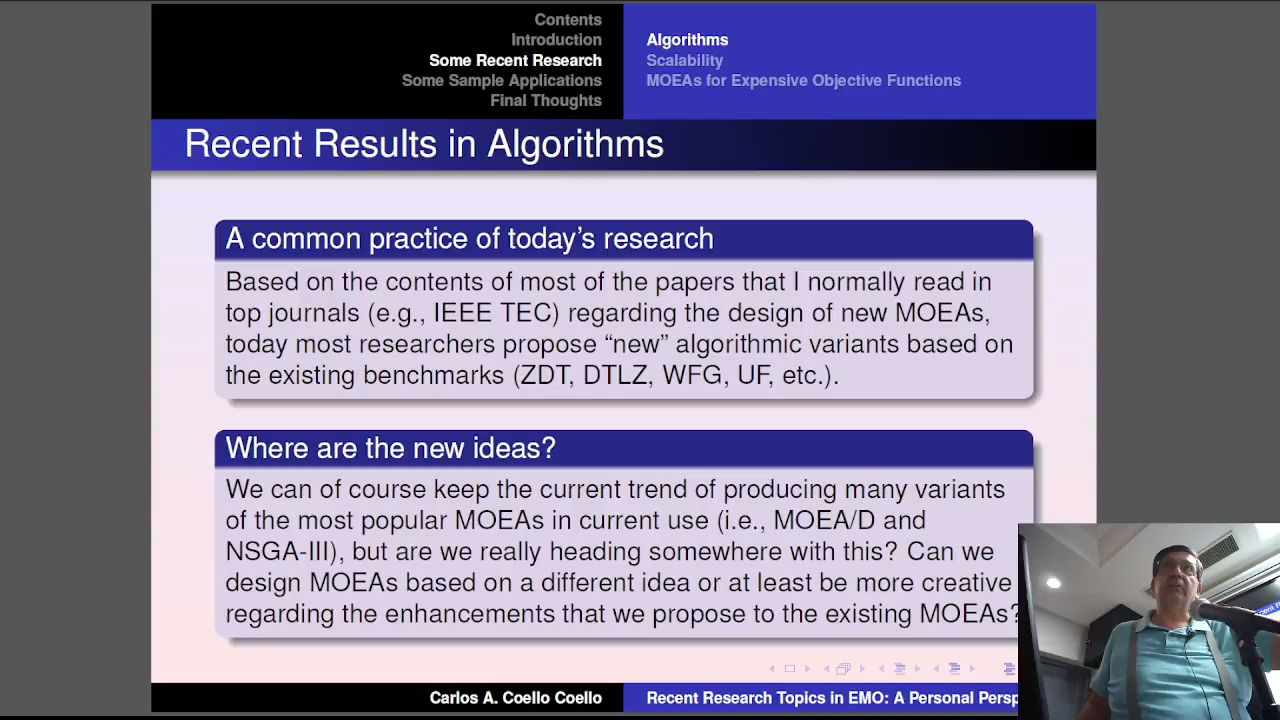 Contents
Introduction
Some Recent Research
Some Sample Applications
Final Thoughts
Algorithms
Scalability
MOEAs for Expensive Objective Functions
Recent Results in Algorithms
A common practice of today's research
Based on the contents of most of the papers that I normally read in
top journals (e.g., IEEE TEC) regarding the design of new MOEAs,
today most researchers propose “new” algorithmic variants based on
the existing benchmarks (ZDT, DTLZ, WFG, UF, etc.).
Where are the new ideas?
We can of course keep the current trend of producing many variants
of the most popular MOEAs in current use (i.e., MOEA/D and
NSGA-III), but are we really heading somewhere with this? Can we
design MOEAs based on a different idea or at least be more creative
regarding the enhancements that we propose to the existing MOEAs?
Carlos A. Coello Coello
Recent Research Topics in EMO: A Personal Persp